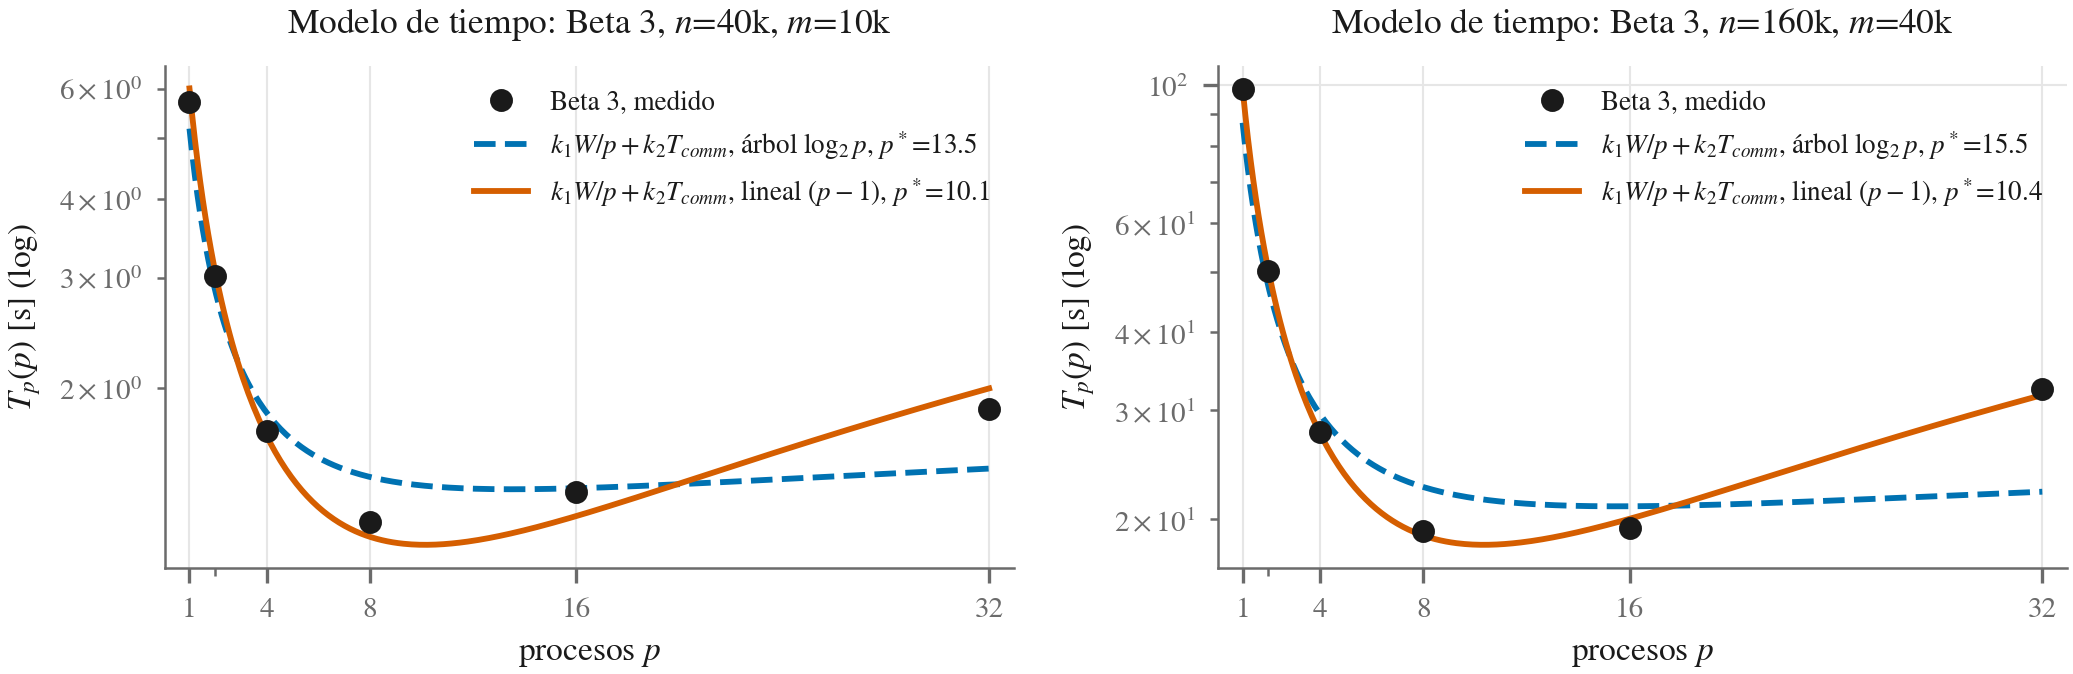 Modelo de tiempo: Beta 3, n=40k, m=10k
6×10⁰
4×10⁰
3×10⁰
2×10⁰
Tₚ(p) [s] (log)
Beta 3, medido
k₁W/p + k₂T_comm, árbol log₂ p, p*=13.5
k₁W/p + k₂T_comm, lineal (p − 1), p*=10.1
1 4 8 16 32
procesos p
Modelo de tiempo: Beta 3, n=160k, m=40k
10²
6×10¹
4×10¹
3×10¹
2×10¹
Tₚ(p) [s] (log)
Beta 3, medido
k₁W/p + k₂T_comm, árbol log₂ p, p*=15.5
k₁W/p + k₂T_comm, lineal (p − 1), p*=10.4
1 4 8 16 32
procesos p